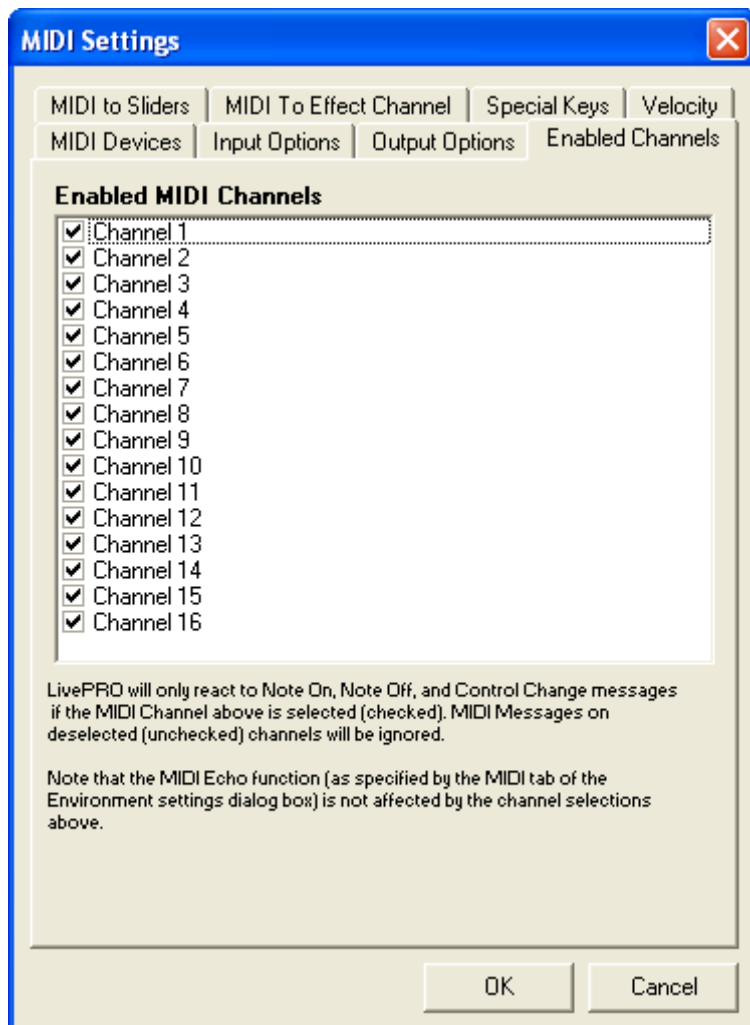 MIDI Settings
MIDI to Sliders
MIDI To Effect Channel
Special Keys
Velocity
MIDI Devices
Input Options
Output Options
Enabled Channels
Enabled MIDI Channels
Channel 1
Channel 2
Channel 3
Channel 4
Channel 5
Channel 6
Channel 7
Channel 8
Channel 9
Channel 10
Channel 11
Channel 12
Channel 13
Channel 14
Channel 15
Channel 16
LivePRO will only react to Note On, Note Off, and Control Change messages
if the MIDI Channel above is selected (checked). MIDI Messages on
deselected (unchecked) channels will be ignored.
Note that the MIDI Echo function (as specified by the MIDI tab of the
Environment settings dialog box) is not affected by the channel selections
above.
OK
Cancel